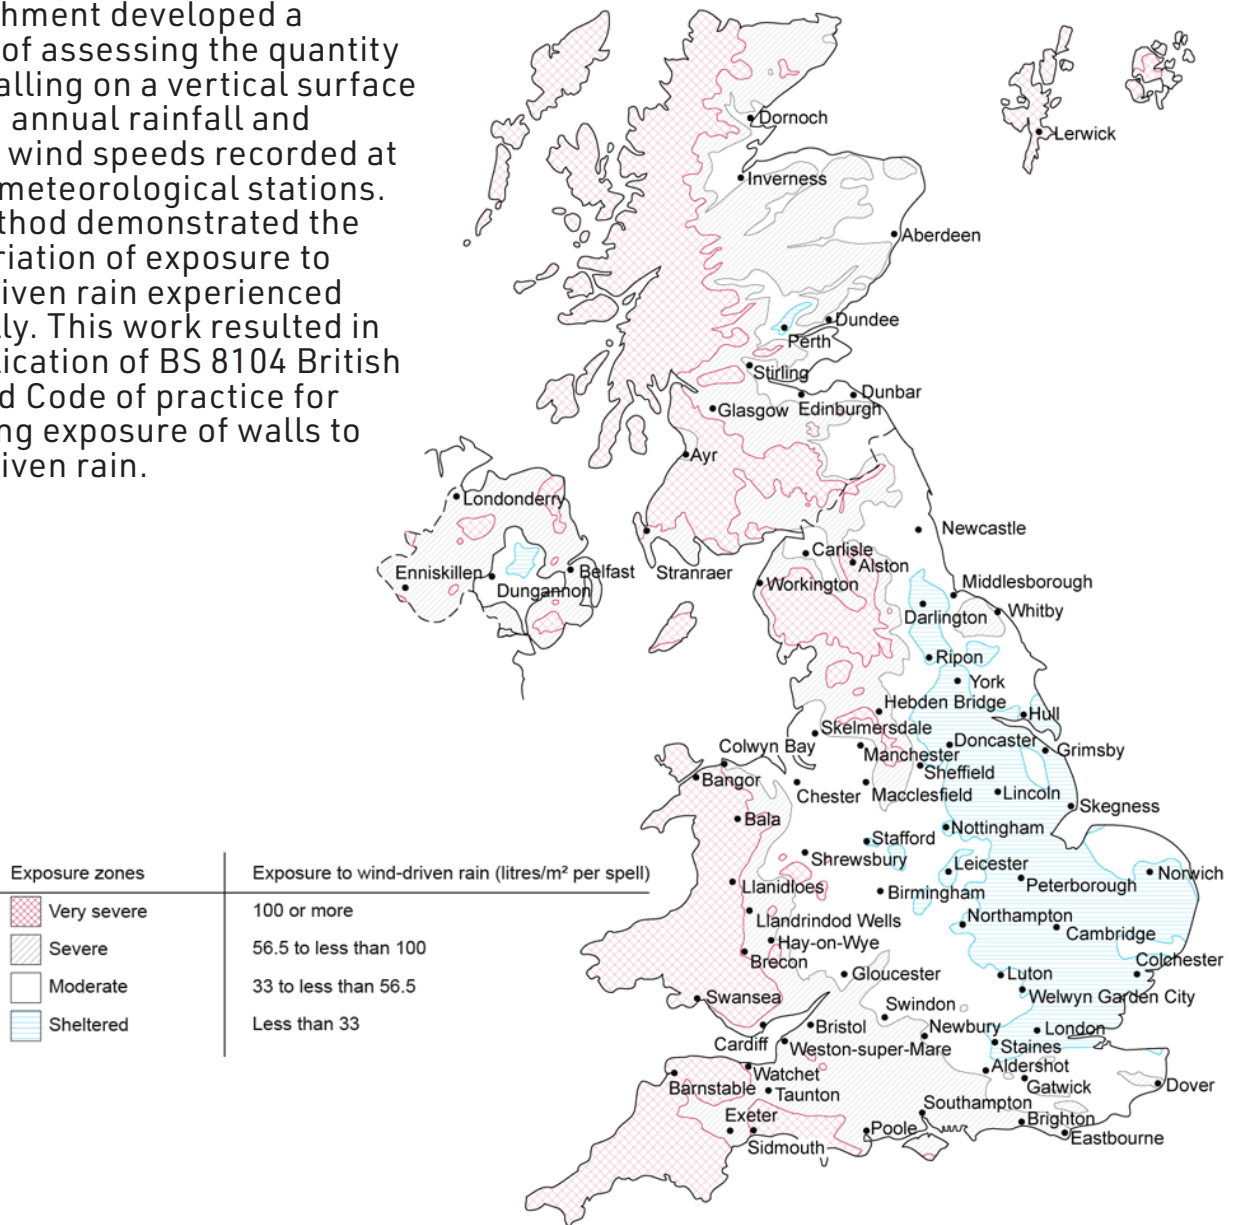 hment developed a
of assessing the quantity
alling on a vertical surface
annual rainfall and
wind speeds recorded at
meteorological stations.
thod demonstrated the
riation of exposure to
iven rain experienced
lly. This work resulted in
lication of BS 8104 British
d Code of practice for
ng exposure of walls to
iven rain.
Dornoch
Lerwick
Inverness
Aberdeen
Dundee
Perth
Stirling
Dunbar
Glasgow
Edinburgh
Ayr
Londonderry
Newcastle
Carlisle
Alston
Enniskillen
Belfast
Stranraer
Workington
Middlesborough
Dungannon
Darlington
Whitby
Ripon
York
Hebden Bridge
Hull
Skelmersdale
Colwyn Bay
Manchester
Doncaster
Grimsby
Bangor
Sheffield
Chester
Macclesfield
Lincoln
Skegness
Bala
Stafford
Nottingham
Shrewsbury
Leicester
Norwich
Llanidloes
Birmingham
Peterborough
Llandrindod Wells
Northampton
Cambridge
Hay-on-Wye
Brecon
Gloucester
Colchester
Luton
Swansea
Welwyn Garden City
Swindon
Bristol
Newbury
London
Cardiff
Weston-super-Mare
Staines
Watchet
Aldershot
Barnstable
Taunton
Gatwick
Dover
Southampton
Exeter
Poole
Brighton
Sidmouth
Eastbourne
Exposure zones
Exposure to wind-driven rain (litres/m² per spell)
Very severe
100 or more
Severe
56.5 to less than 100
Moderate
33 to less than 56.5
Sheltered
Less than 33